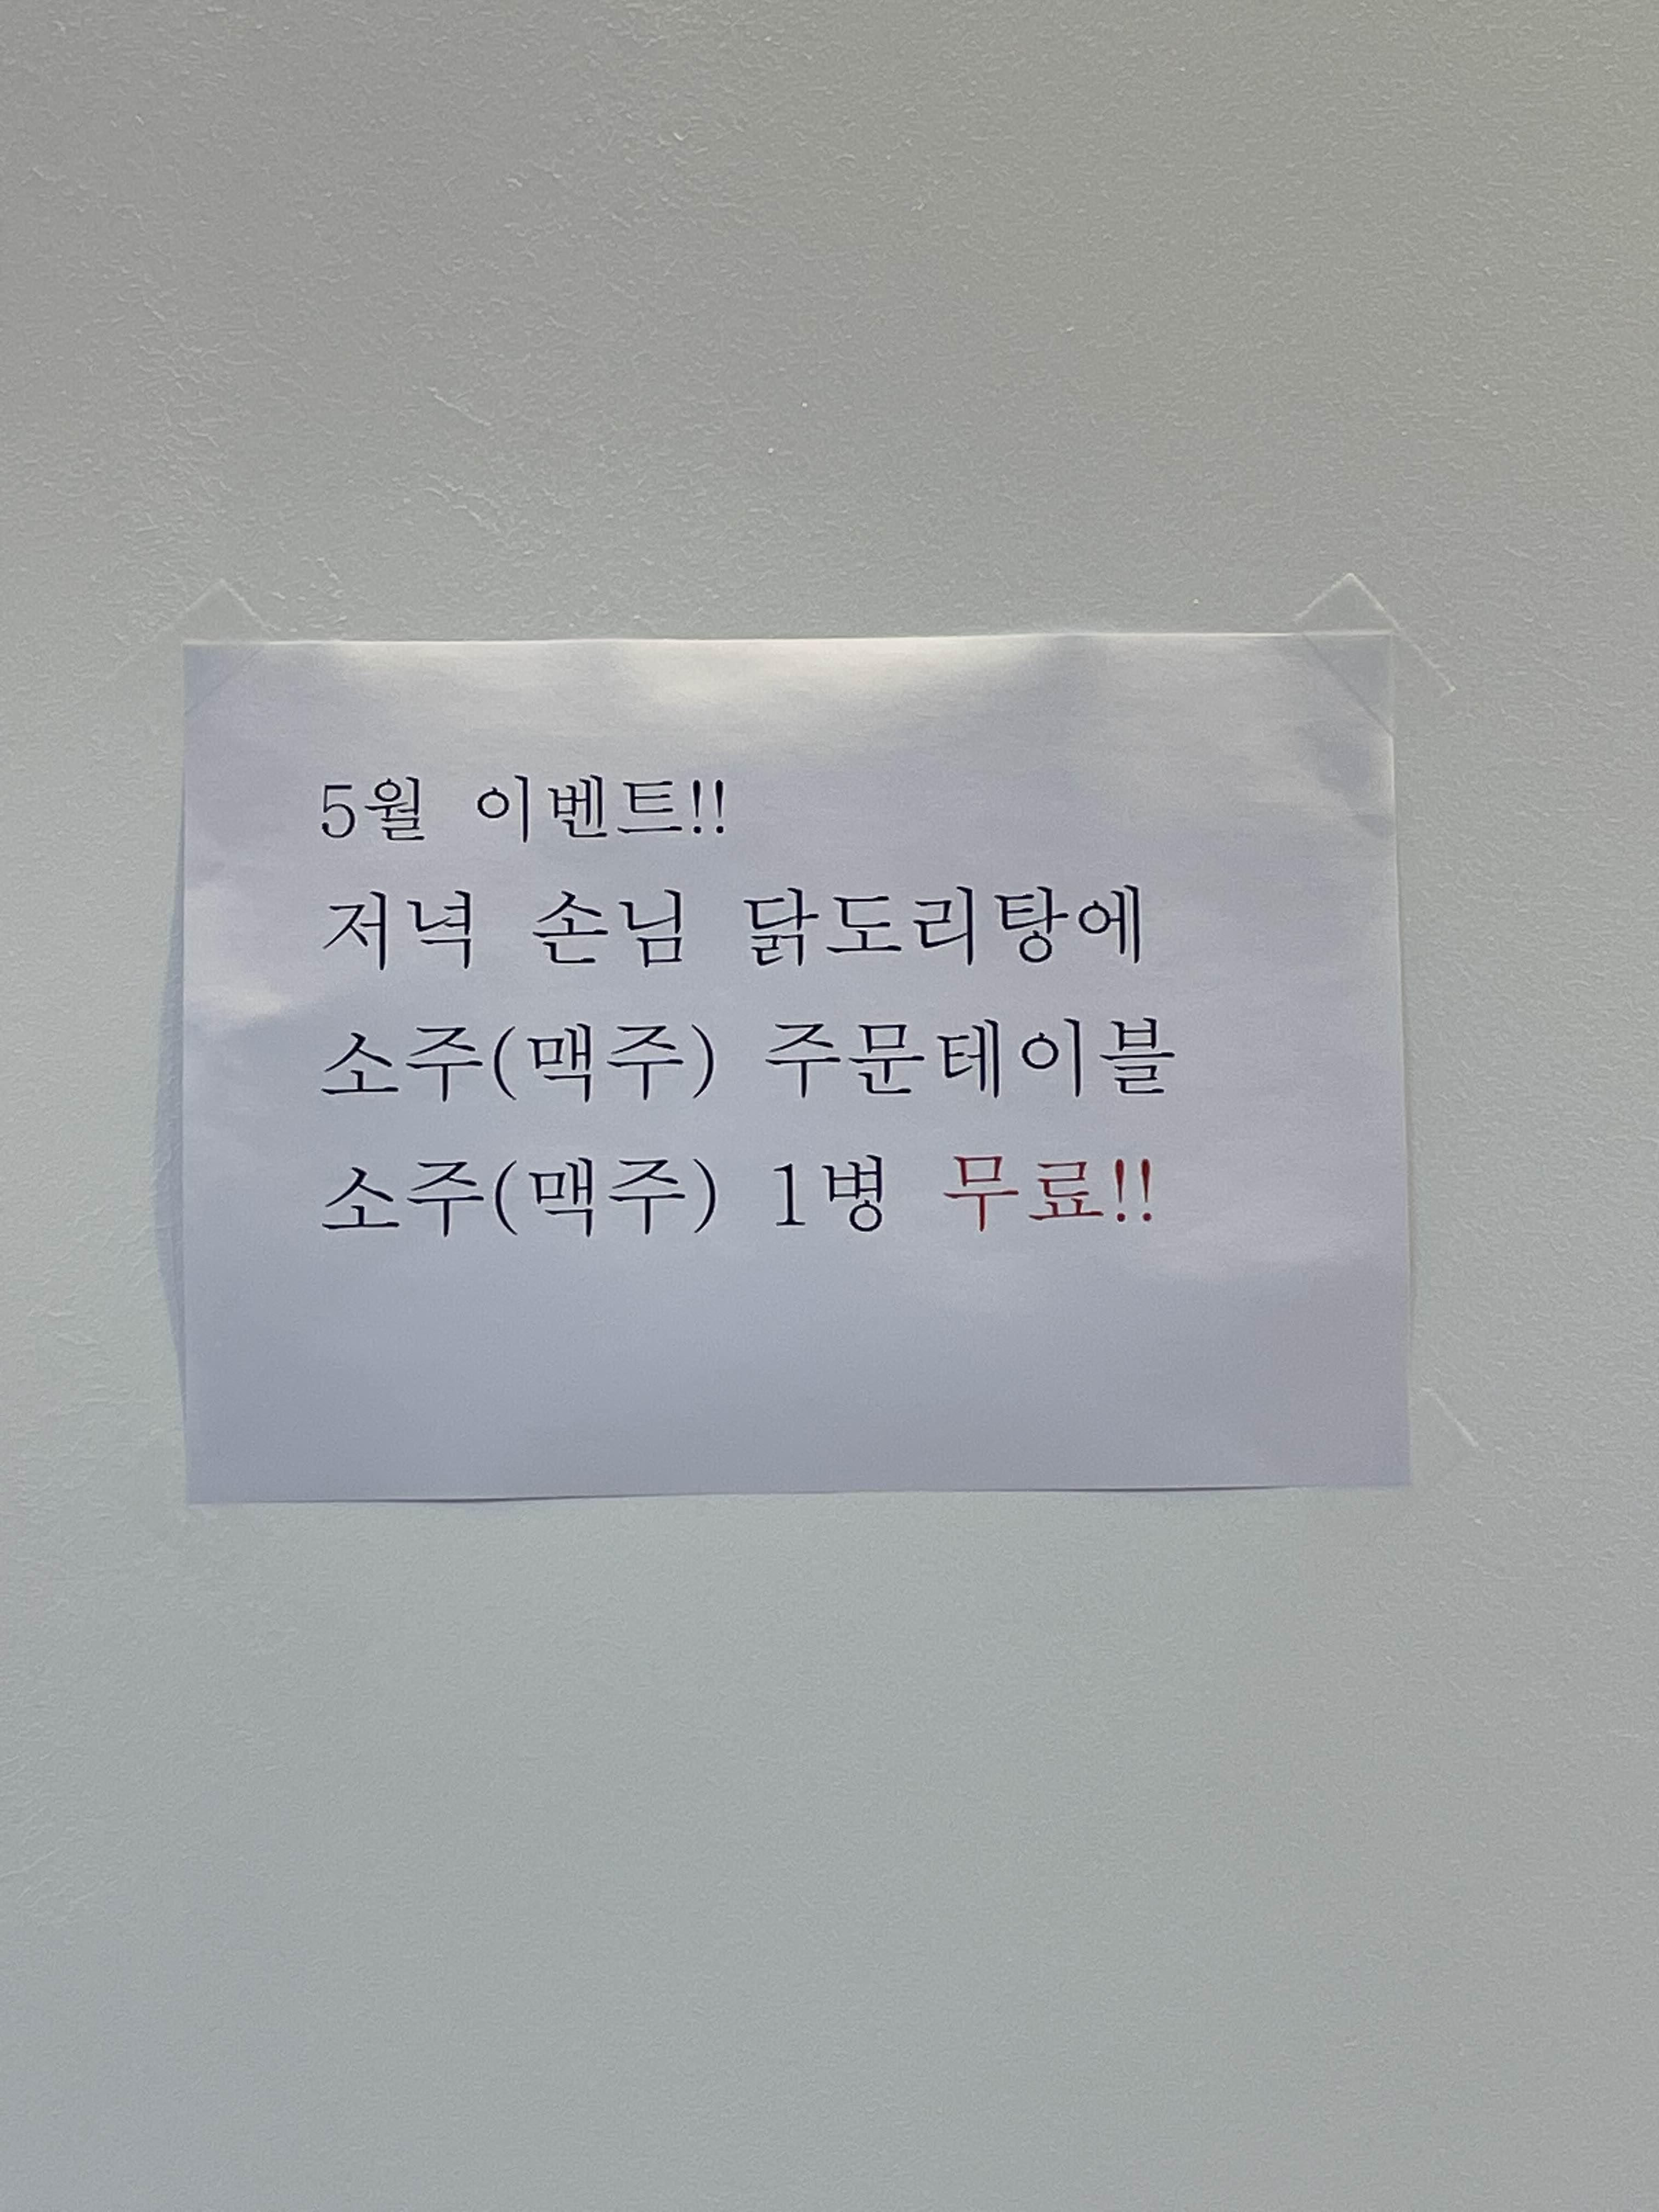 5월 이벤트!!
저녁 손님 닭도리탕에
소주(맥주) 주문테이블
소주(맥주) 1병 무료!!